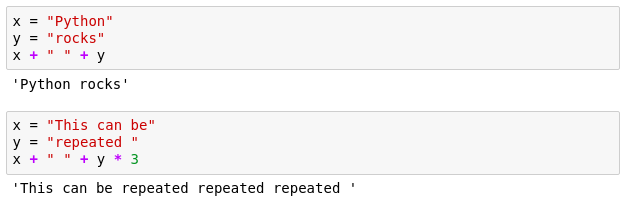 x = "Python"
y = "rocks"
x + " " + y
'Python rocks'
x = "This can be"
y = "repeated "
x + " " + y * 3
'This can be repeated repeated repeated '